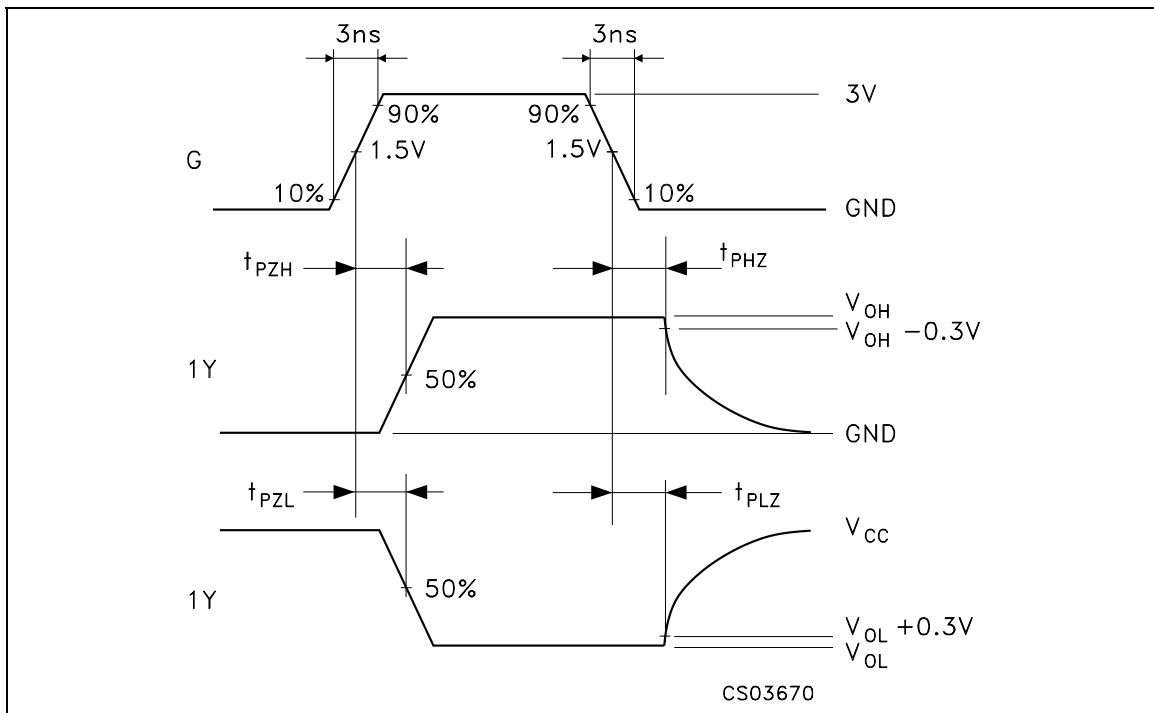 3ns 3ns
3V
90% 90%
G 1.5V 1.5V
10% 10%
GND
tPZH tPHZ
VOH
VOH −0.3V
1Y 50%
GND
tPZL tPLZ
VCC
50%
1Y
VOL +0.3V
VOL
CS03670